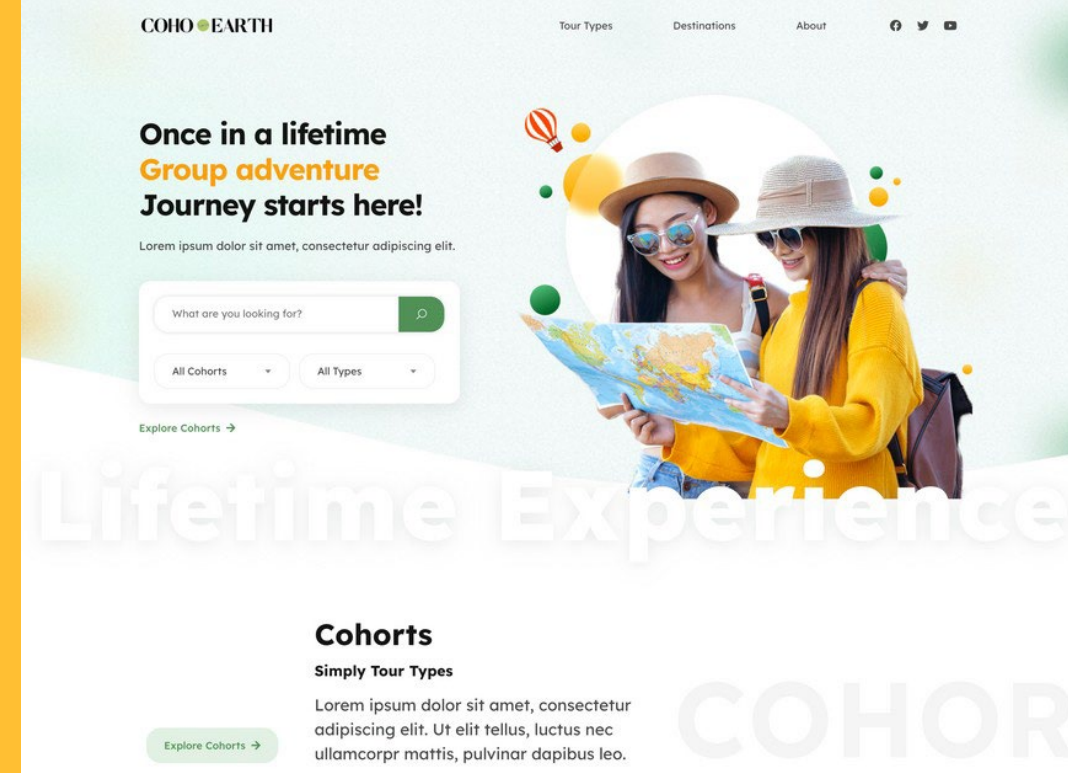 COHO EARTH
Tour Types
Destinations
About
Once in a lifetime
Group adventure
Journey starts here!
Lorem ipsum dolor sit amet, consectetur adipiscing elit.
What are you looking for?
All Cohorts
All Types
Explore Cohorts →
Lifetime Experience
Cohorts
Simply Tour Types
Lorem ipsum dolor sit amet, consectetur
adipiscing elit. Ut elit tellus, luctus nec
ullamcorpr mattis, pulvinar dapibus leo.
Explore Cohorts →
COHOR